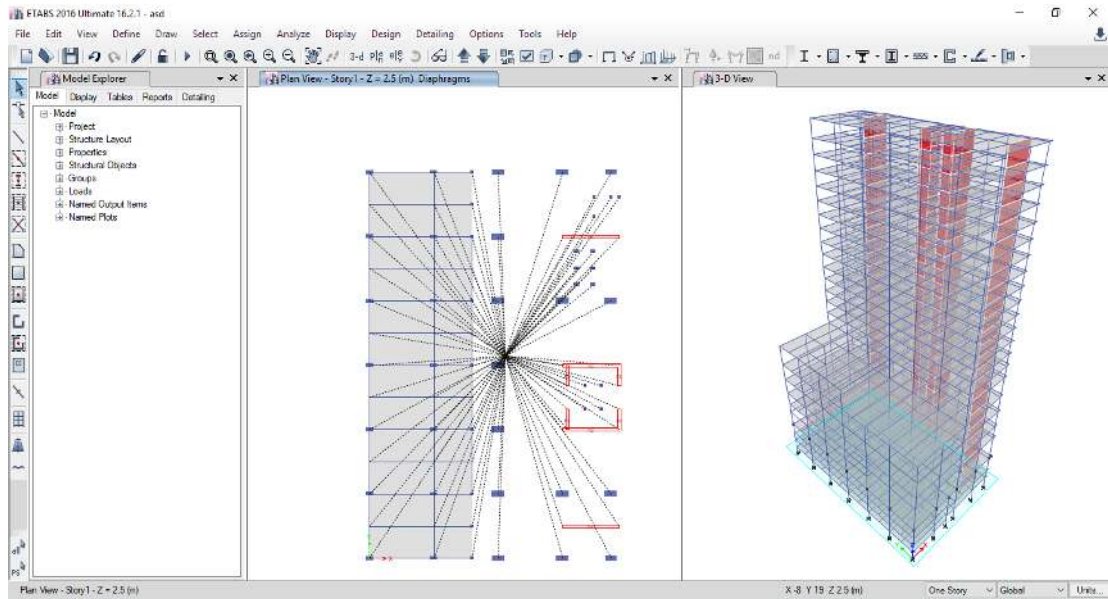 ETABS 2016 Ultimate 16.2.1 - asd
File Edit View Define Draw Select Assign Analyze Display Design Detailing Options Tools Help
3-d
nd
Model Explorer
Model Display Tables Reports Detailing
Model
Project
Structure Layout
Properties
Structural Objects
Groups
Loads
Named Output Items
Named Plots
Plan View - Story1 - Z = 2.5 (m) Diaphragms
3-D View
Plan View - Story1 - Z = 2.5 (m)
X -8 Y 19 Z 2.5 (m)
One Story
Global
Units...